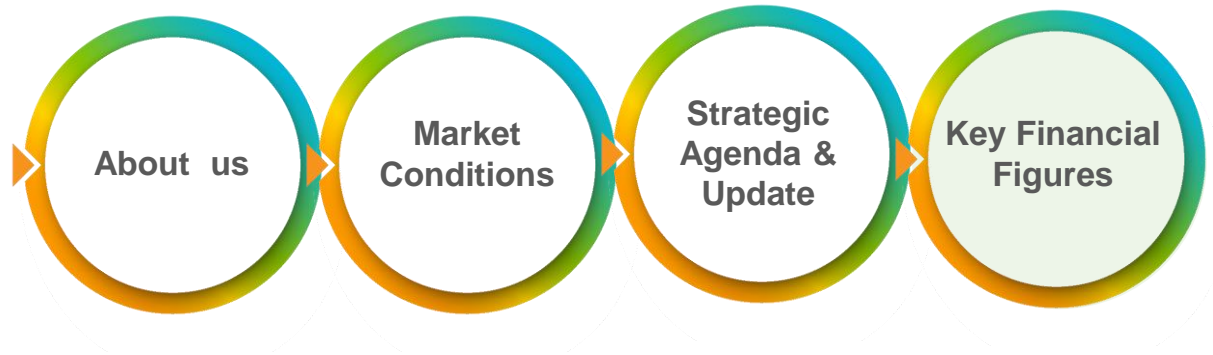 About us
Market
Conditions
Strategic
Agenda &
Update
Key Financial
Figures